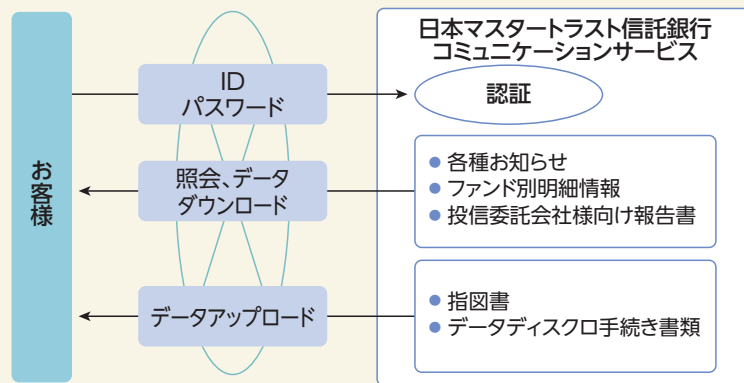 日本マスタートラスト信託銀行
コミュニケーションサービス
お客様
ID
パスワード
認証
照会、データ
ダウンロード
● 各種お知らせ
● ファンド別明細情報
● 投信委託会社様向け報告書
データアップロード
● 指図書
● データディスクロ手続き書類